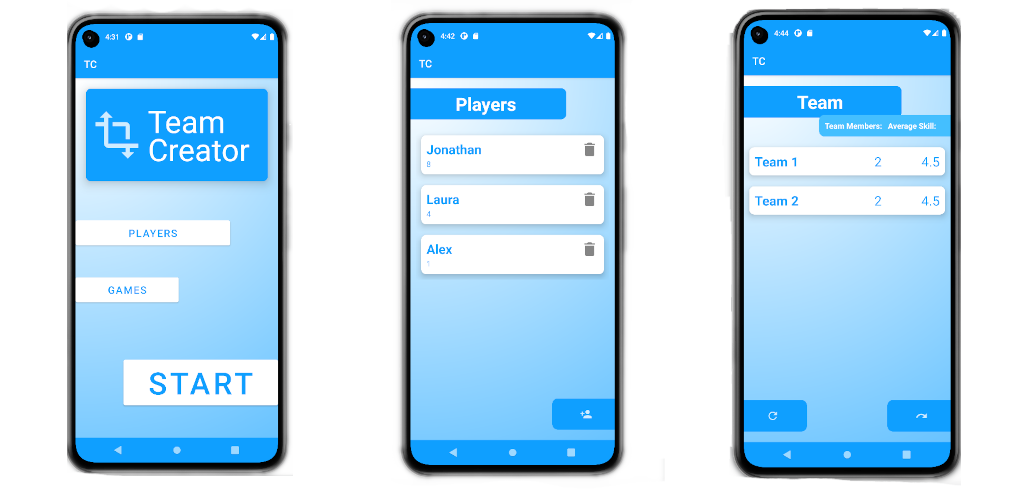 4:31
TC
Team
Creator
PLAYERS
GAMES
START
4:42
TC
Players
Jonathan
8
Laura
4
Alex
1
4:44
TC
Team
Team Members: Average Skill:
Team 1 2 4.5
Team 2 2 4.5